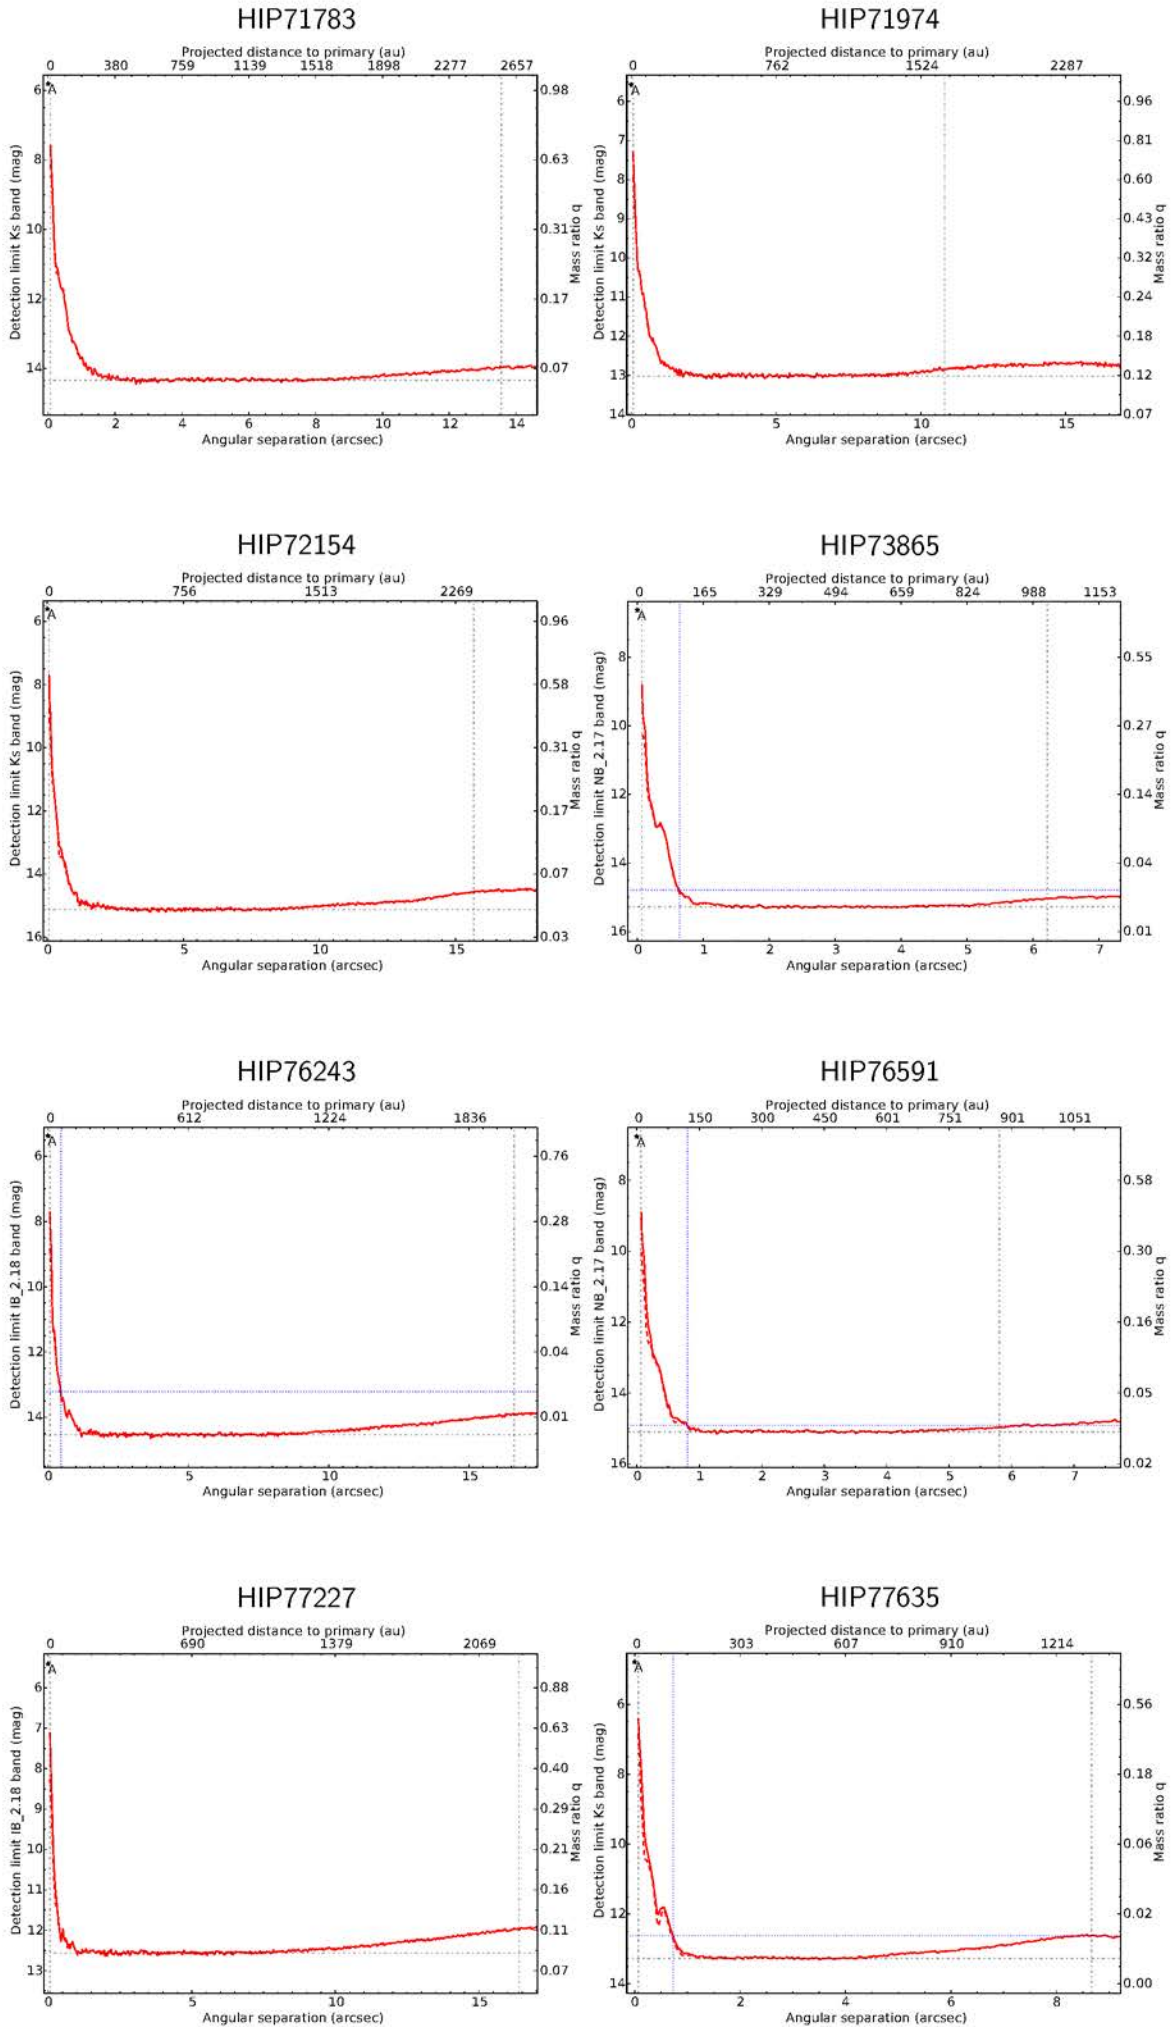 HIP71783
Projected distance to primary (au)
0 380 759 1139 1518 1898 2277 2657
*A
6 8 10 12 14
Detection limit Ks band (mag)
0.98 0.63 0.31 0.17 0.07
Mass ratio q
0 2 4 6 8 10 12 14
Angular separation (arcsec)
HIP71974
Projected distance to primary (au)
0 762 1524 2287
*A
6 7 8 9 10 11 12 13 14
Detection limit Ks band (mag)
0.96 0.81 0.60 0.43 0.32 0.24 0.18 0.12 0.07
Mass ratio q
0 5 10 15
Angular separation (arcsec)
HIP72154
Projected distance to primary (au)
0 756 1513 2269
*A
6 8 10 12 14 16
Detection limit Ks band (mag)
0.96 0.58 0.31 0.17 0.07 0.03
Mass ratio q
0 5 10 15
Angular separation (arcsec)
HIP73865
Projected distance to primary (au)
0 165 329 494 659 824 988 1153
*A
8 10 12 14 16
Detection limit NB_2.17 band (mag)
0.55 0.27 0.14 0.04 0.01
Mass ratio q
0 1 2 3 4 5 6 7
Angular separation (arcsec)
HIP76243
Projected distance to primary (au)
0 612 1224 1836
*A
6 8 10 12 14
Detection limit IB_2.18 band (mag)
0.76 0.28 0.14 0.04 0.01
Mass ratio q
0 5 10 15
Angular separation (arcsec)
HIP76591
Projected distance to primary (au)
0 150 300 450 601 751 901 1051
*A
8 10 12 14 16
Detection limit NB_2.17 band (mag)
0.58 0.30 0.16 0.05 0.02
Mass ratio q
0 1 2 3 4 5 6 7
Angular separation (arcsec)
HIP77227
Projected distance to primary (au)
0 690 1379 2069
*A
6 7 8 9 10 11 12 13
Detection limit IB_2.18 band (mag)
0.88 0.63 0.40 0.29 0.21 0.16 0.11 0.07
Mass ratio q
0 5 10 15
Angular separation (arcsec)
HIP77635
Projected distance to primary (au)
0 303 607 910 1214
*A
6 8 10 12 14
Detection limit Ks band (mag)
0.56 0.18 0.06 0.02 0.00
Mass ratio q
0 2 4 6 8
Angular separation (arcsec)